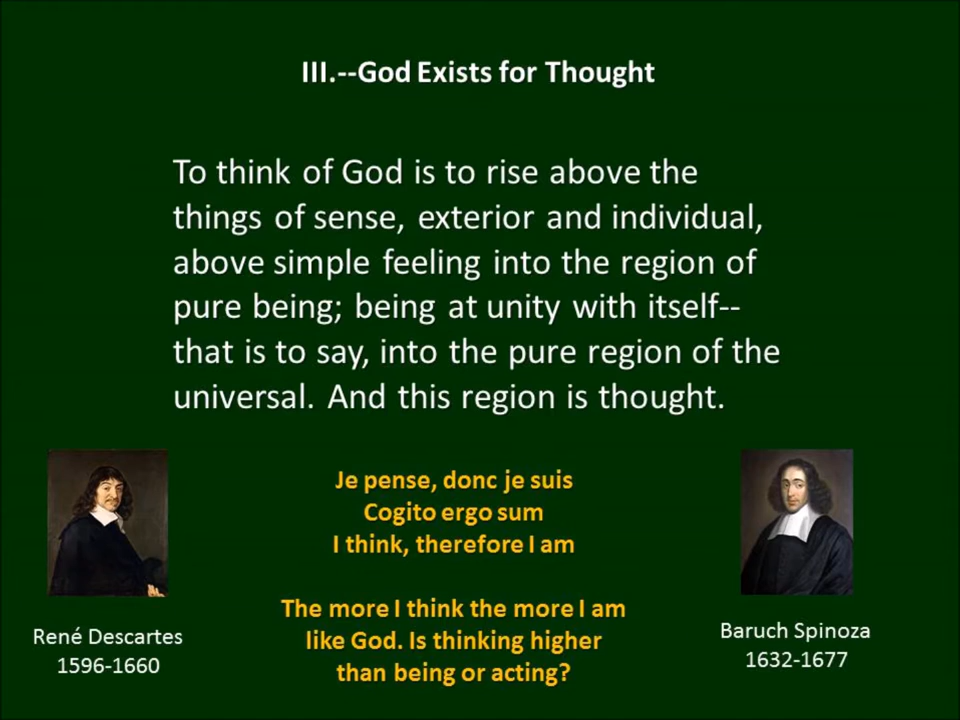 III.--God Exists for Thought
To think of God is to rise above the
things of sense, exterior and individual,
above simple feeling into the region of
pure being; being at unity with itself--
that is to say, into the pure region of the
universal. And this region is thought.
Je pense, donc je suis
Cogito ergo sum
I think, therefore I am
The more I think the more I am
like God. Is thinking higher
than being or acting?
René Descartes
1596-1660
Baruch Spinoza
1632-1677